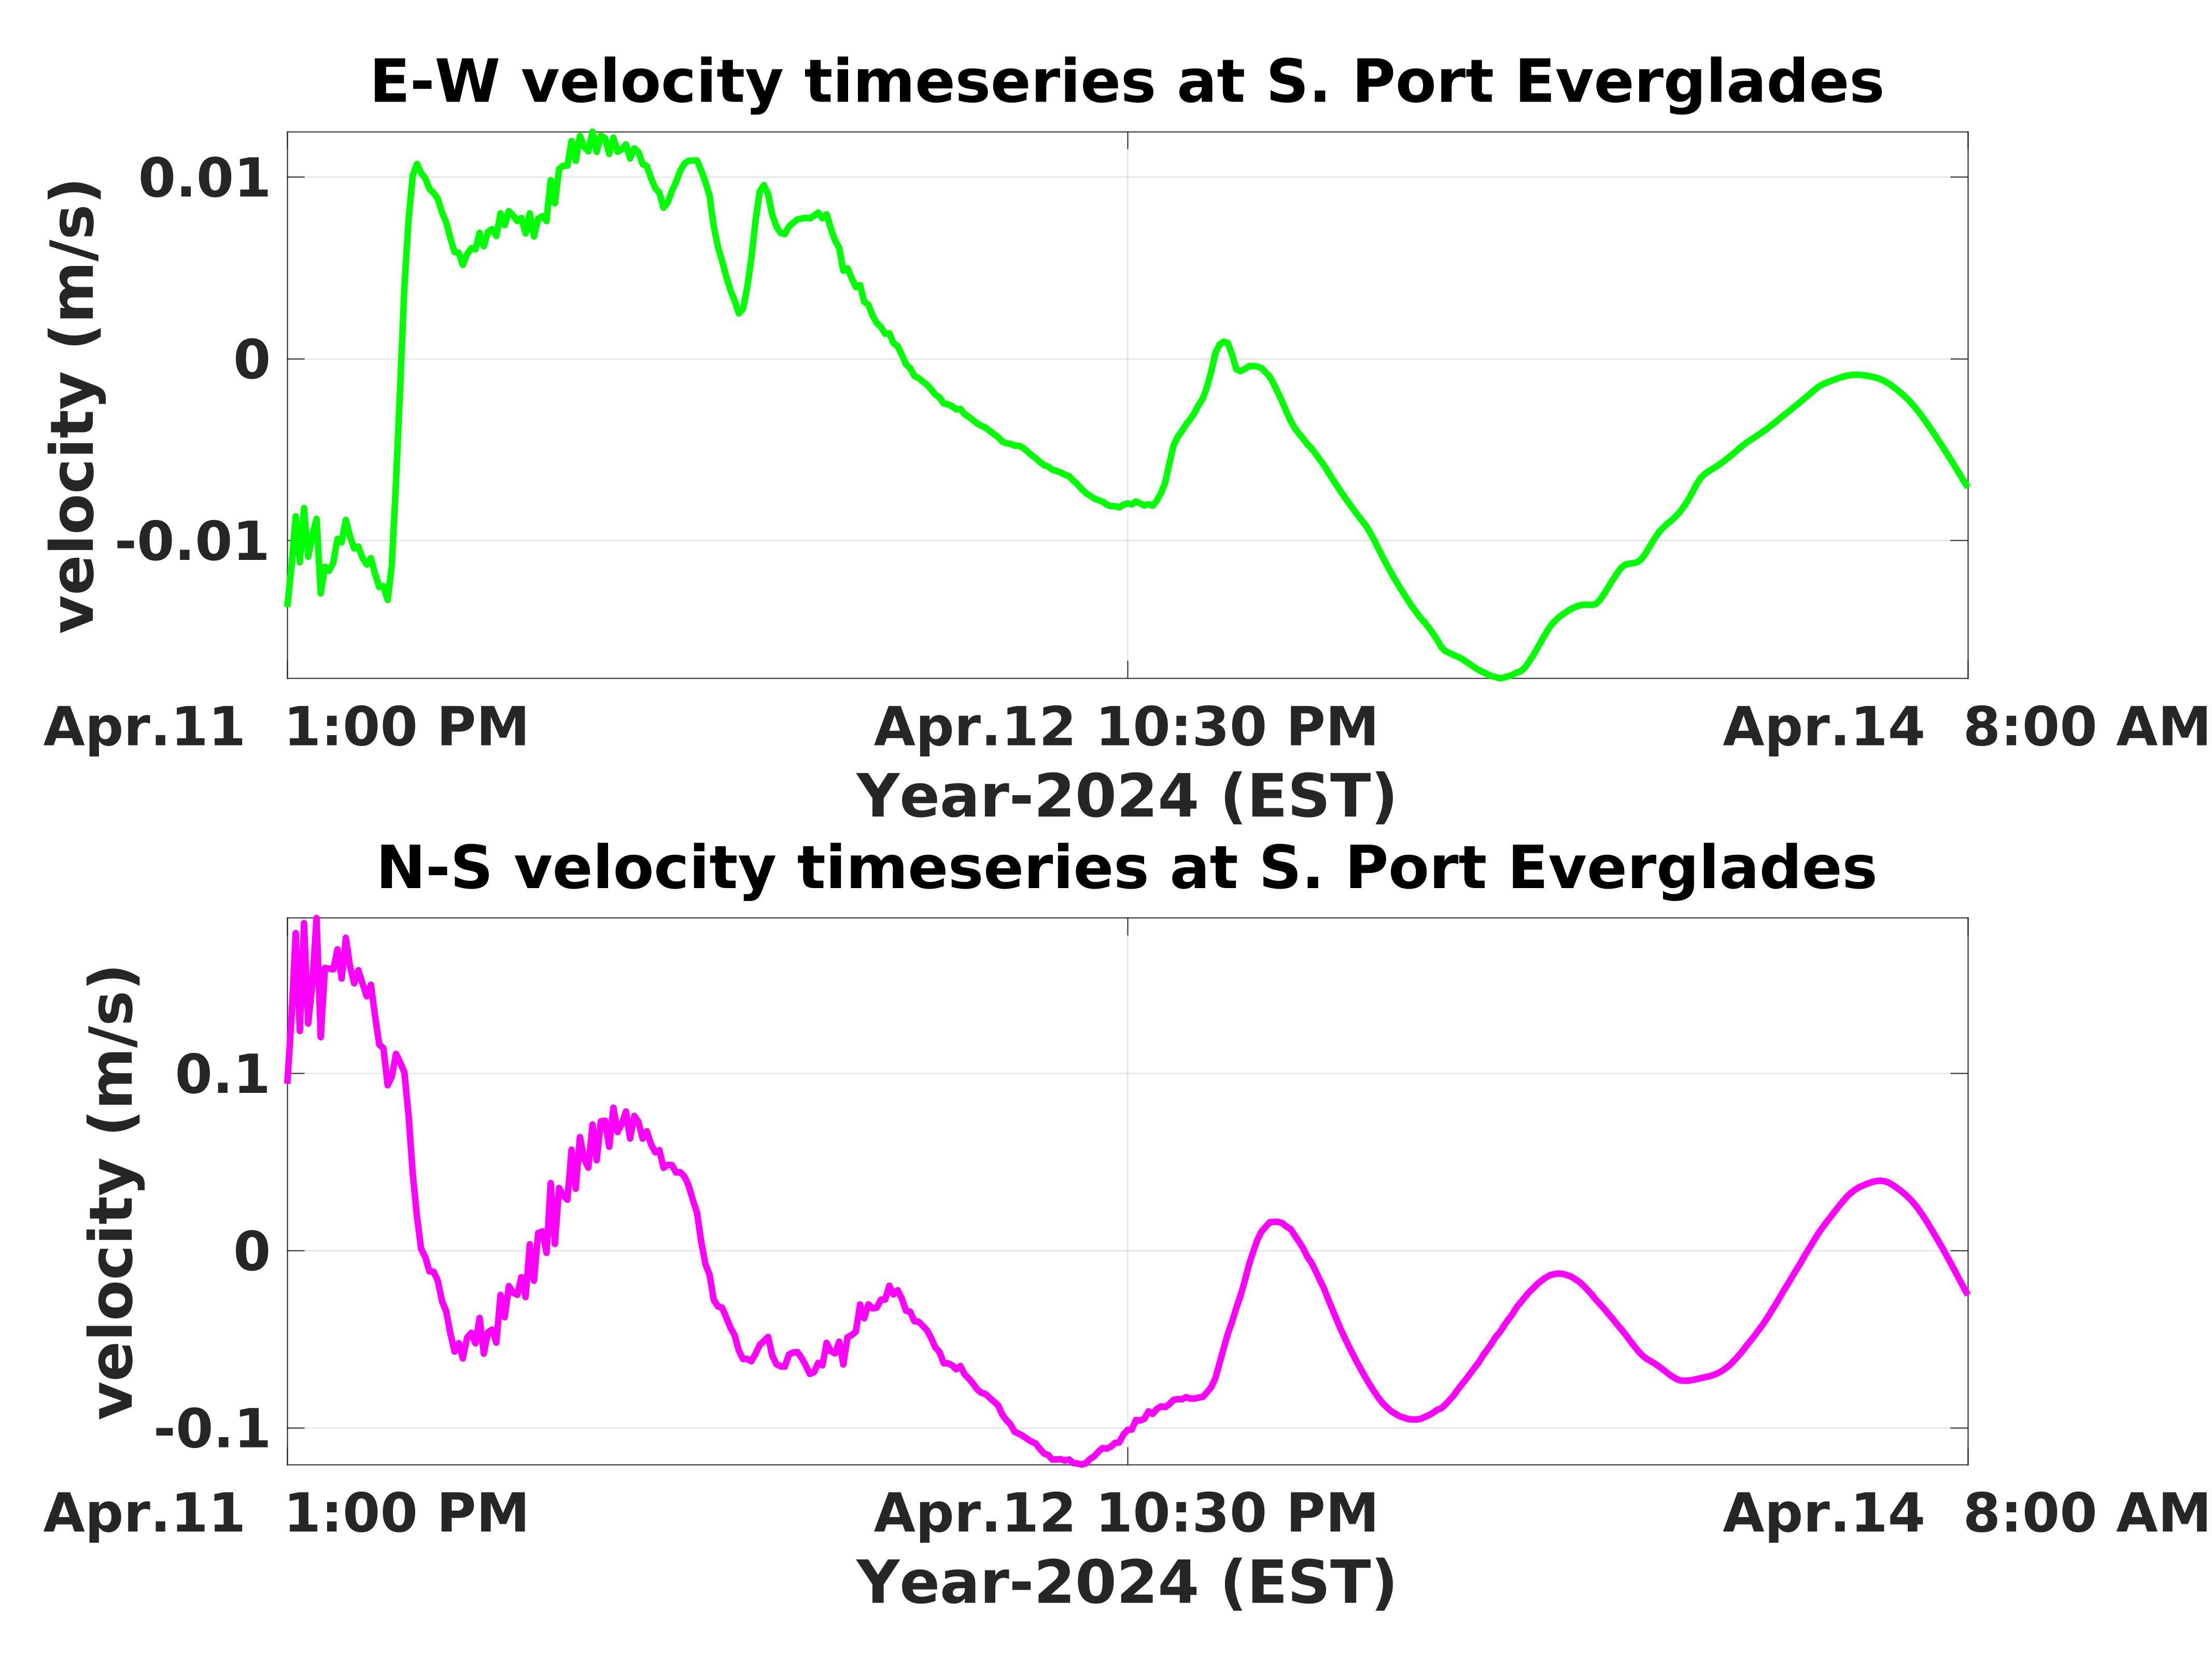 E-W velocity timeseries at S. Port Everglades
velocity (m/s)
0.01
0
-0.01
Apr.11  1:00 PM
Apr.12 10:30 PM
Apr.14  8:00 AM
Year-2024 (EST)
N-S velocity timeseries at S. Port Everglades
velocity (m/s)
0.1
0
-0.1
Apr.11  1:00 PM
Apr.12 10:30 PM
Apr.14  8:00 AM
Year-2024 (EST)